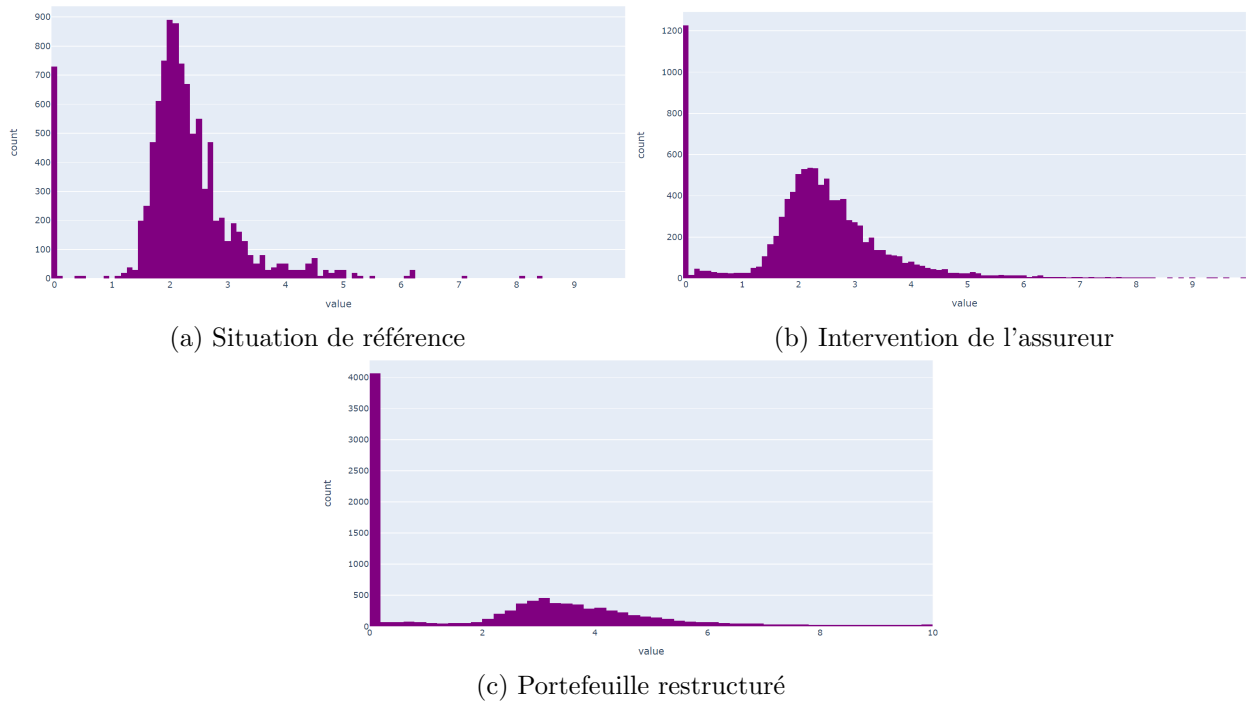 900
800
700
600
500
400
300
200
100
0
count
0 1 2 3 4 5 6 7 8 9
value
(a) Situation de référence
1200
1000
800
600
400
200
0
count
0 1 2 3 4 5 6 7 8 9
value
(b) Intervention de l'assureur
4000
3500
3000
2500
2000
1500
1000
500
0
count
0 2 4 6 8 10
value
(c) Portefeuille restructuré